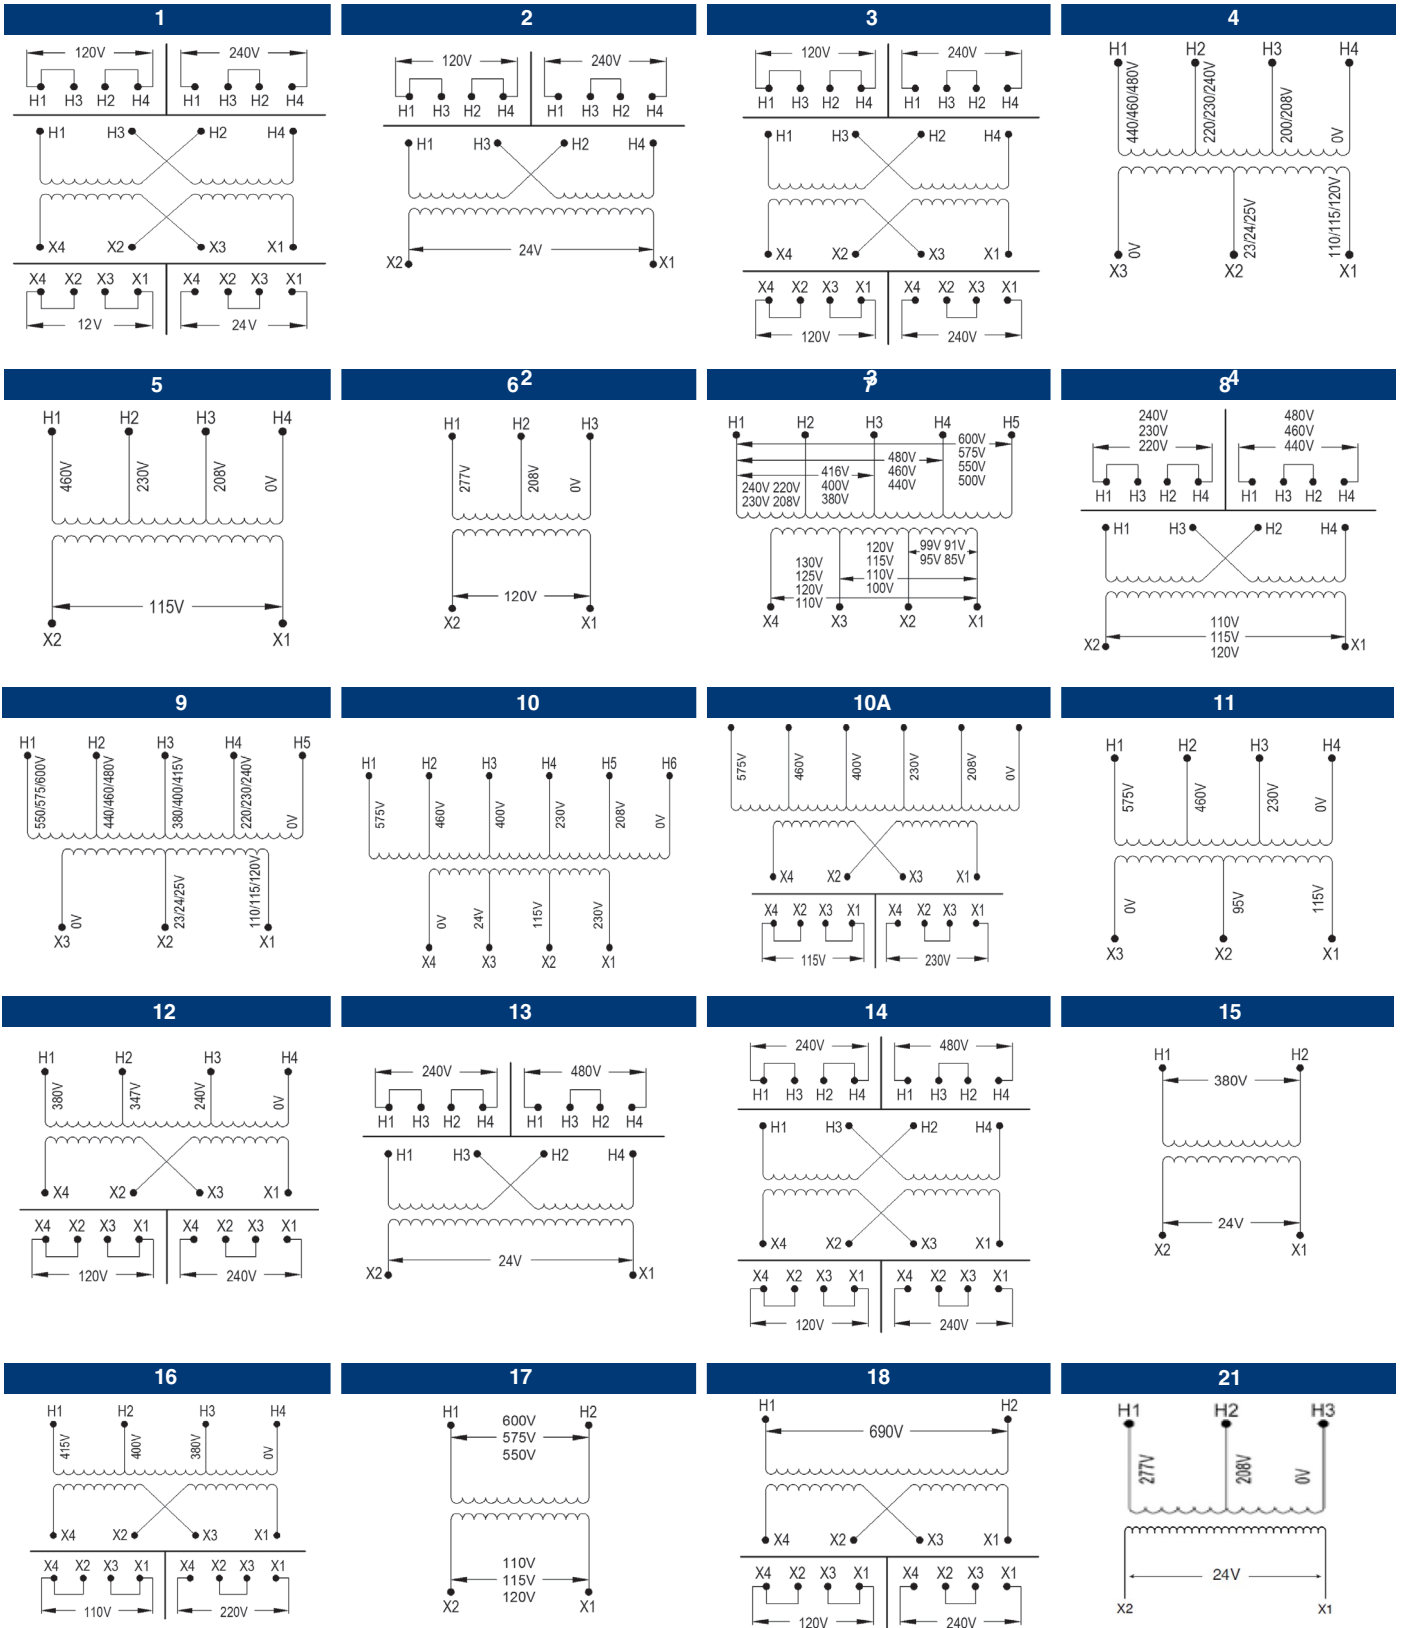 1
120V
240V
H1 H3 H2 H4
H1 H3 H2 H4
H1 H3 H2 H4
X4 X2 X3 X1
X4 X2 X3 X1
X4 X2 X3 X1
12V
24V
2
120V
240V
H1 H3 H2 H4
H1 H3 H2 H4
H1 H3 H2 H4
24V
X2 X1
3
120V
240V
H1 H3 H2 H4
H1 H3 H2 H4
H1 H3 H2 H4
X4 X2 X3 X1
X4 X2 X3 X1
X4 X2 X3 X1
120V
240V
4
H1 H2 H3 H4
440/460/480V
220/230/240V
200/208V
0V
0V
23/24/25V
110/115/120V
X3 X2 X1
5
H1 H2 H3 H4
460V
230V
208V
0V
115V
X2 X1
6 2
H1 H2 H3
277V
208V
0V
120V
X2 X1
7 3
H1 H2 H3 H4 H5
600V
575V
550V
500V
480V
460V
440V
416V
400V
380V
240V 220V
230V 208V
130V
125V
120V
110V
120V
115V
110V
100V
99V 91V
95V 85V
X4 X3 X2 X1
8 4
240V
230V
220V
480V
460V
440V
H1 H3 H2 H4
H1 H3 H2 H4
H1 H3 H2 H4
110V
115V
120V
X2 X1
9
H1 H2 H3 H4 H5
550/575/600V
440/460/480V
380/400/415V
220/230/240V
0V
0V
23/24/25V
110/115/120V
X3 X2 X1
10
H1 H2 H3 H4 H5 H6
575V
460V
400V
230V
208V
0V
0V
24V
115V
230V
X4 X3 X2 X1
10A
575V
460V
400V
230V
208V
0V
X4 X2 X3 X1
X4 X2 X3 X1
X4 X2 X3 X1
115V
230V
11
H1 H2 H3 H4
575V
460V
230V
0V
0V
95V
115V
X3 X2 X1
12
H1 H2 H3 H4
380V
347V
240V
0V
X4 X2 X3 X1
X4 X2 X3 X1
X4 X2 X3 X1
120V
240V
13
240V
480V
H1 H3 H2 H4
H1 H3 H2 H4
H1 H3 H2 H4
24V
X2 X1
14
240V
480V
H1 H3 H2 H4
H1 H3 H2 H4
H1 H3 H2 H4
X4 X2 X3 X1
X4 X2 X3 X1
X4 X2 X3 X1
120V
240V
15
H1 H2
380V
24V
X2 X1
16
H1 H2 H3 H4
415V
400V
380V
0V
X4 X2 X3 X1
X4 X2 X3 X1
X4 X2 X3 X1
110V
220V
17
H1 H2
600V
575V
550V
110V
115V
120V
X2 X1
18
H1 H2
690V
X4 X2 X3 X1
X4 X2 X3 X1
X4 X2 X3 X1
120V
240V
21
H1 H2 H3
277V
208V
0V
24V
X2 X1